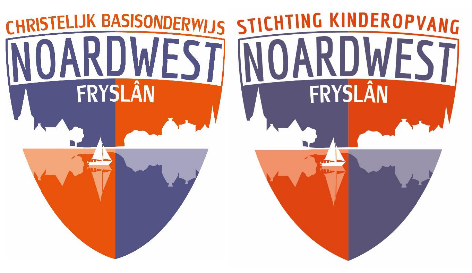 CHRISTELIJK BASISONDERWIJS
NOARDWEST
FRYSLÂN
STICHTING KINDEROPVANG
NOARDWEST
FRYSLÂN